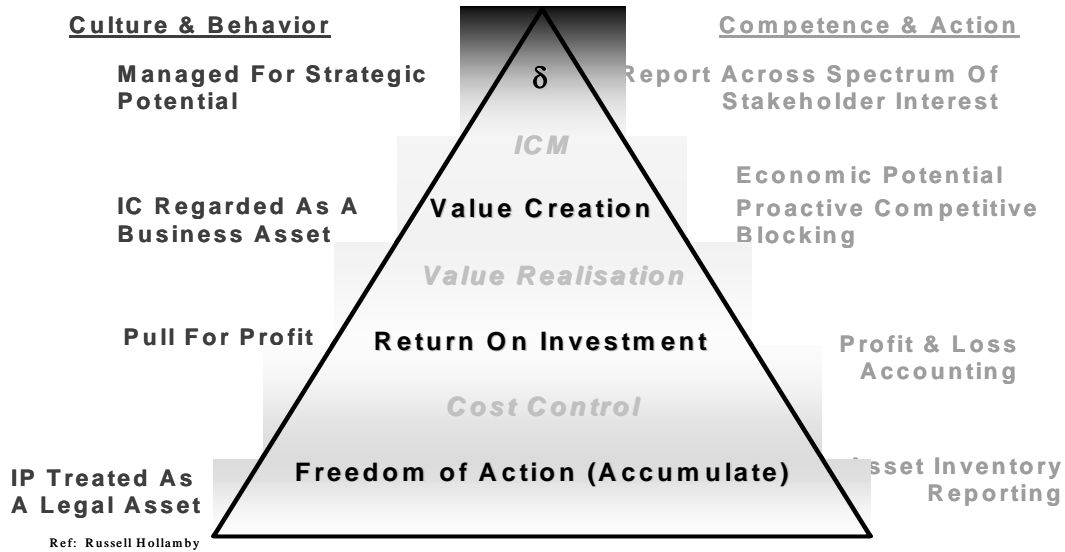 Culture & Behavior
Competence & Action
Managed For Strategic
Potential
δ
Report Across Spectrum Of
Stakeholder Interest
ICM
Economic Potential
IC Regarded As A
Business Asset
Value Creation
Proactive Competitive
Blocking
Value Realisation
Pull For Profit
Return On Investment
Profit & Loss
Accounting
Cost Control
IP Treated As
A Legal Asset
Freedom of Action (Accumulate)
Asset Inventory
Reporting
Ref: Russell Hollamby